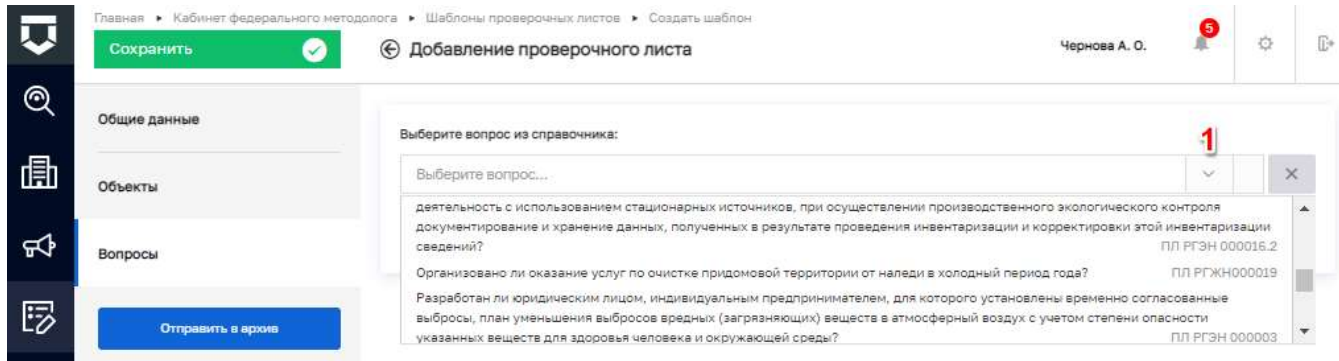 Главная ▸ Кабинет федерального методолога ▸ Шаблоны проверочных листов ▸ Создать шаблон
Сохранить
Добавление проверочного листа
Чернова А. О.
5
Общие данные
Объекты
Вопросы
Отправить в архив
Выберите вопрос из справочника:
1
Выберите вопрос...
деятельность с использованием стационарных источников, при осуществлении производственного экологического контроля
документирование и хранение данных, полученных в результате проведения инвентаризации и корректировки этой инвентаризации
сведений? ПЛ РГЭН 000016.2
Организовано ли оказание услуг по очистке придомовой территории от наледи в холодный период года? ПЛ РГЖН000019
Разработан ли юридическим лицом, индивидуальным предпринимателем, для которого установлены временно согласованные
выбросы, план уменьшения выбросов вредных (загрязняющих) веществ в атмосферный воздух с учетом степени опасности
указанных веществ для здоровья человека и окружающей среды? ПЛ РГЭН 000003